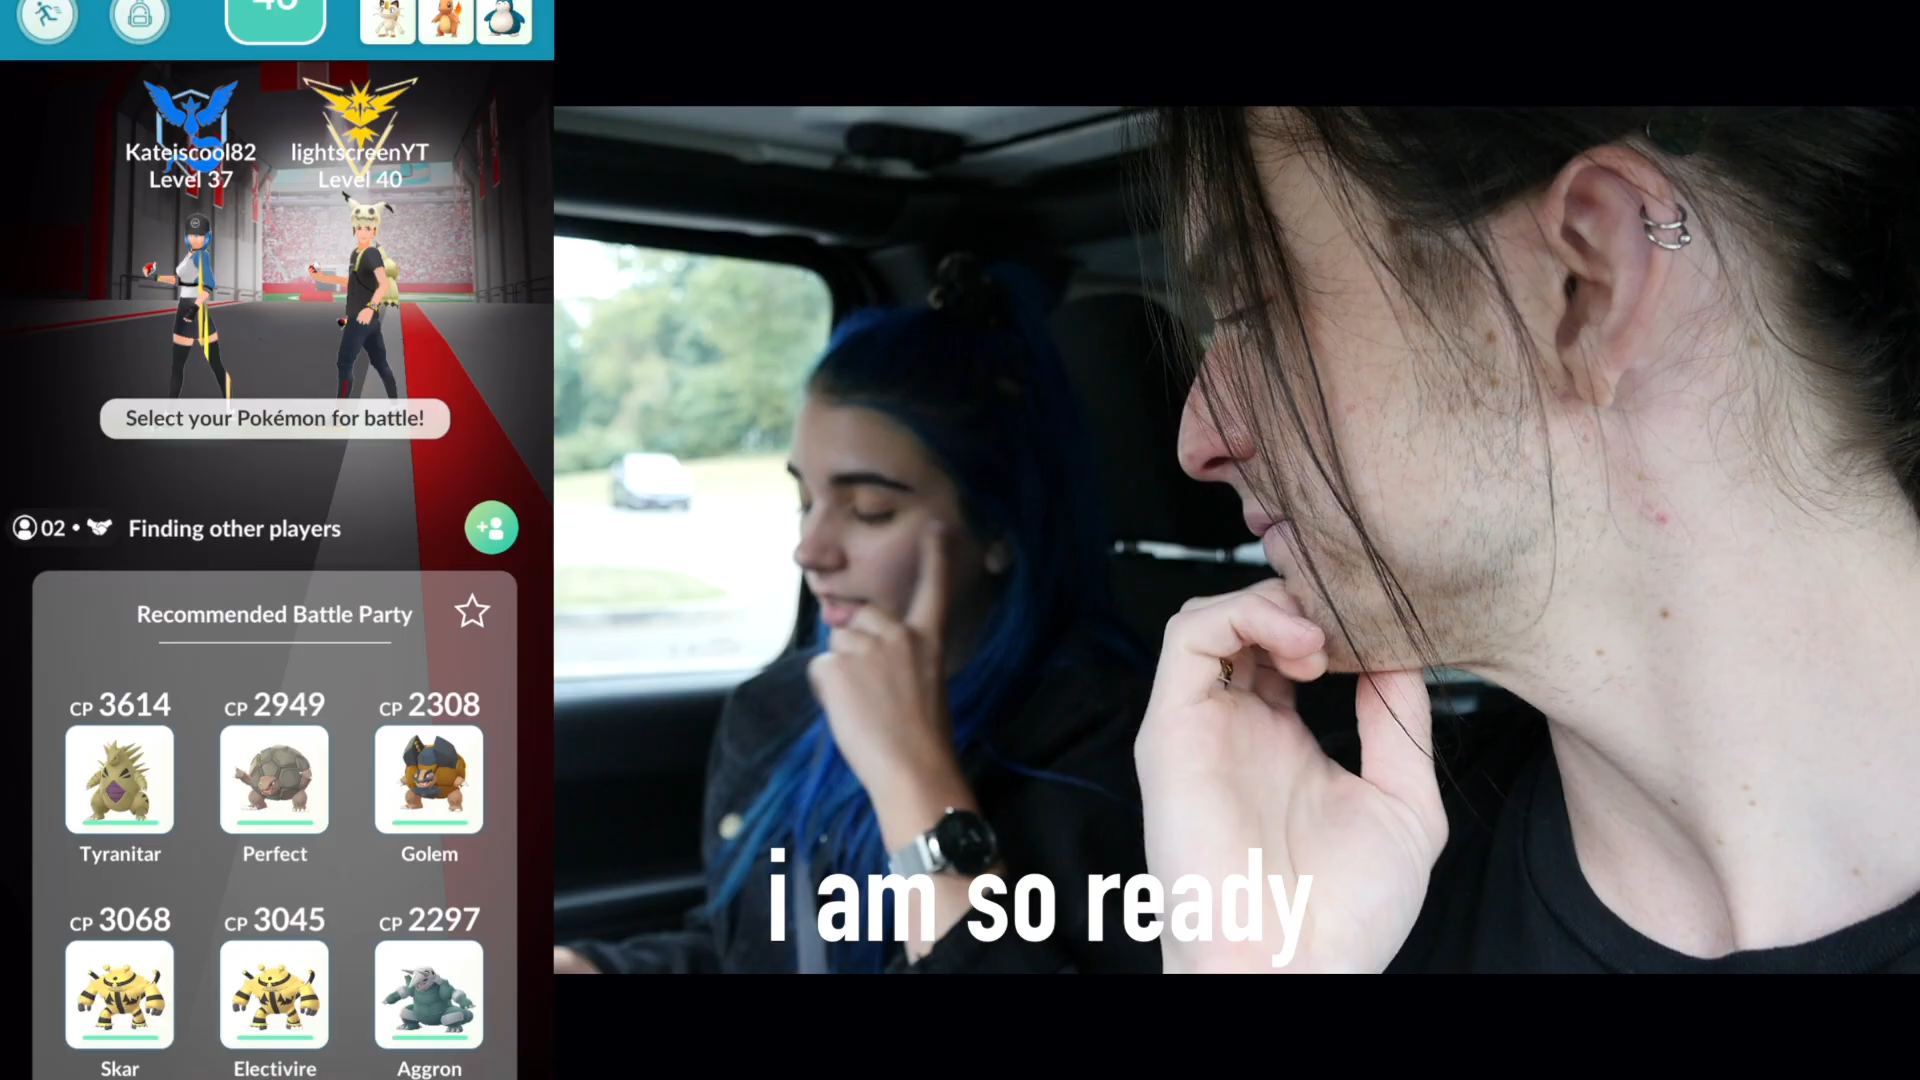 Kateiscool82
Level 37
lightscreenYT
Level 40
Select your Pokémon for battle!
02 • Finding other players
Recommended Battle Party
CP 3614
CP 2949
CP 2308
Tyranitar
Perfect
Golem
CP 3068
CP 3045
CP 2297
Skar
Electivire
Aggron
i am so ready